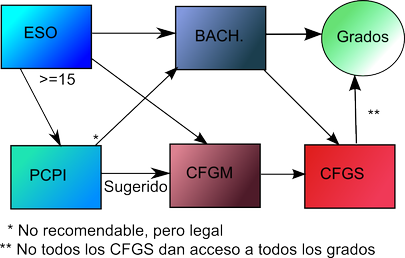 ESO
BACH.
Grados
>=15
*
**
PCPI
Sugerido
CFGM
CFGS
* No recomendable, pero legal
** No todos los CFGS dan acceso a todos los grados